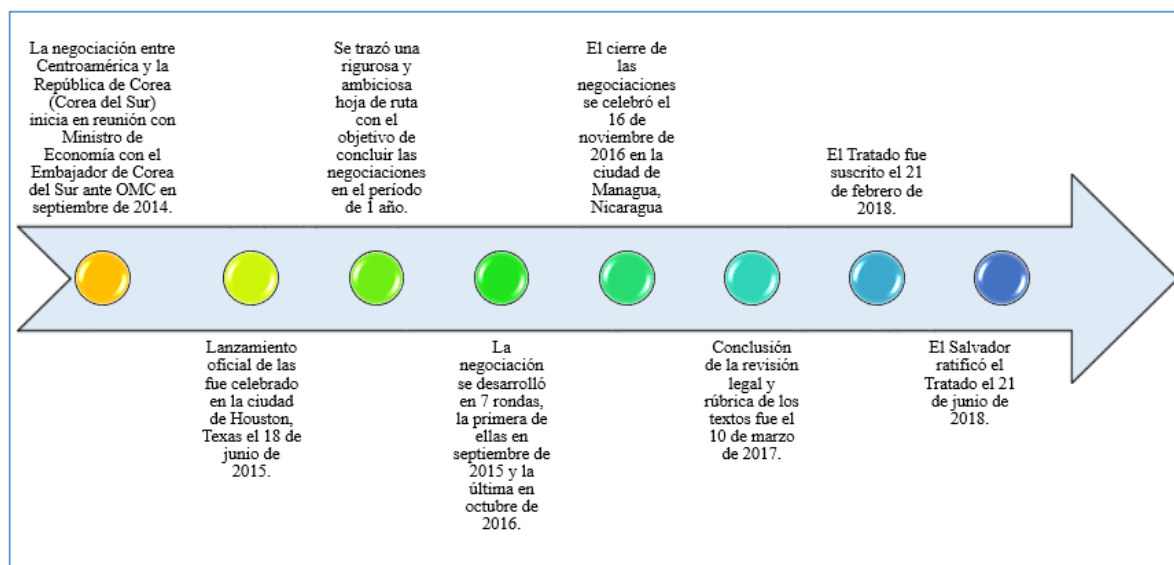 La negociación entre
Centroamérica y la
República de Corea
(Corea del Sur)
inicia en reunión con
Ministro de
Economía con el
Embajador de Corea
del Sur ante OMC en
septiembre de 2014.
Lanzamiento
oficial de las
fue celebrado
en la ciudad
de Houston,
Texas el 18 de
junio de
2015.
Se trazó una
rigurosa y
ambiciosa
hoja de ruta
con el
objetivo de
concluir las
negociaciones
en el período
de 1 año.
La
negociación
se desarrolló
en 7 rondas,
la primera de
ellas en
septiembre de
2015 y la
última en
octubre de
2016.
El cierre de
las
negociaciones
se celebró el
16 de
noviembre de
2016 en la
ciudad de
Managua,
Nicaragua
Conclusión
de la revisión
legal y
rúbrica de los
textos fue el
10 de marzo
de 2017.
El Tratado fue
suscrito el 21
de febrero de
2018.
El Salvador
ratificó el
Tratado el 21
de junio de
2018.